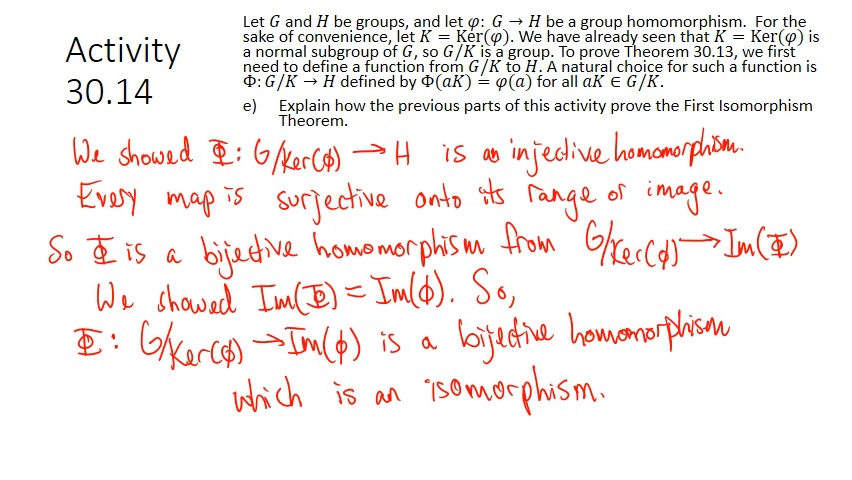 Activity
30.14
Let G and H be groups, and let φ: G → H be a group homomorphism. For the
sake of convenience, let K = Ker(φ). We have already seen that K = Ker(φ) is
a normal subgroup of G, so G/K is a group. To prove Theorem 30.13, we first
need to define a function from G/K to H. A natural choice for such a function is
Φ: G/K → H defined by Φ(aK) = φ(a) for all aK ∈ G/K.
e) Explain how the previous parts of this activity prove the First Isomorphism
Theorem.
We showed Φ: G/Ker(ϕ) → H is an injective homomorphism.
Every map is surjective onto its range or image.
So Φ is a bijective homomorphism from G/Ker(ϕ) → Im(Φ)
We showed Im(Φ) = Im(ϕ). So,
Φ: G/Ker(ϕ) → Im(ϕ) is a bijective homomorphism
which is an isomorphism.